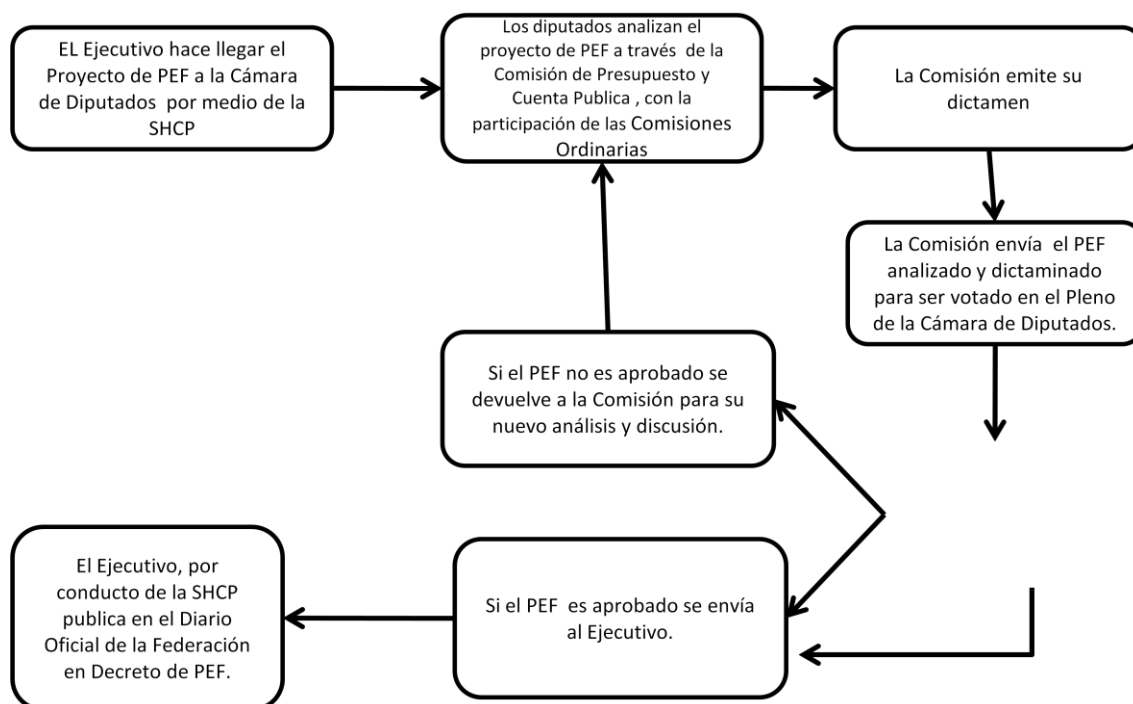 EL Ejecutivo hace llegar el
Proyecto de PEF a la Cámara
de Diputados por medio de la
SHCP
Los diputados analizan el
proyecto de PEF a través de la
Comisión de Presupuesto y
Cuenta Publica , con la
participación de las Comisiones
Ordinarias
La Comisión emite su
dictamen
La Comisión envía el PEF
analizado y dictaminado
para ser votado en el Pleno
de la Cámara de Diputados.
Si el PEF no es aprobado se
devuelve a la Comisión para su
nuevo análisis y discusión.
Si el PEF es aprobado se envía
al Ejecutivo.
El Ejecutivo, por
conducto de la SHCP
publica en el Diario
Oficial de la Federación
en Decreto de PEF.